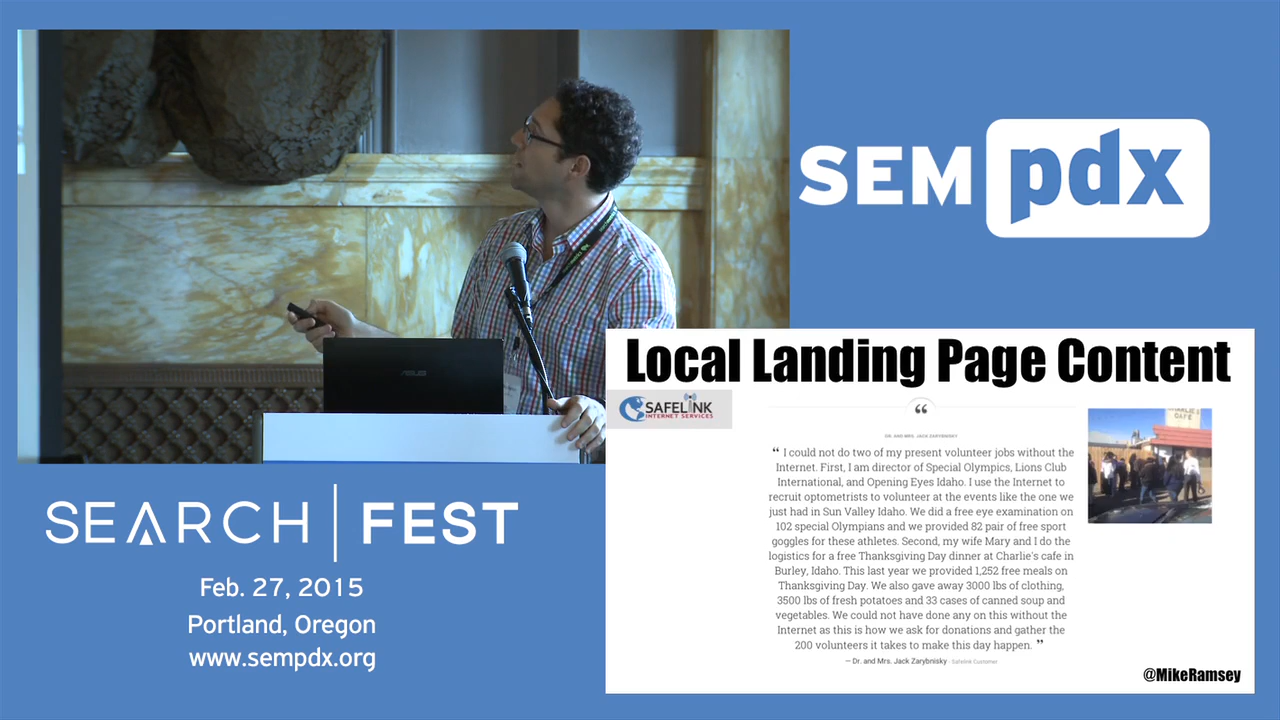 SEM pdx
ASUS
Local Landing Page Content
SAFELINK
INTERNET SERVICES
CHARLIE'S
CAFE
“
DR. AND MRS. JACK ZARYBNISKY
“ I could not do two of my present volunteer jobs without the
Internet. First, I am director of Special Olympics, Lions Club
International, and Opening Eyes Idaho. I use the Internet to
recruit optometrists to volunteer at the events like the one we
just had in Sun Valley Idaho. We did a free eye examination on
102 special Olympians and we provided 82 pair of free sport
goggles for these athletes. Second, my wife Mary and I do the
logistics for a free Thanksgiving Day dinner at Charlie's cafe in
Burley, Idaho. This last year we provided 1,252 free meals on
Thanksgiving Day. We also gave away 3000 lbs of clothing,
3500 lbs of fresh potatoes and 33 cases of canned soup and
vegetables. We could not have done any on this without the
Internet as this is how we ask for donations and gather the
200 volunteers it takes to make this day happen. ”
— Dr. and Mrs. Jack Zarybnisky - Safelink Customer
@MikeRamsey
SEARCH FEST
Feb. 27, 2015
Portland, Oregon
www.sempdx.org